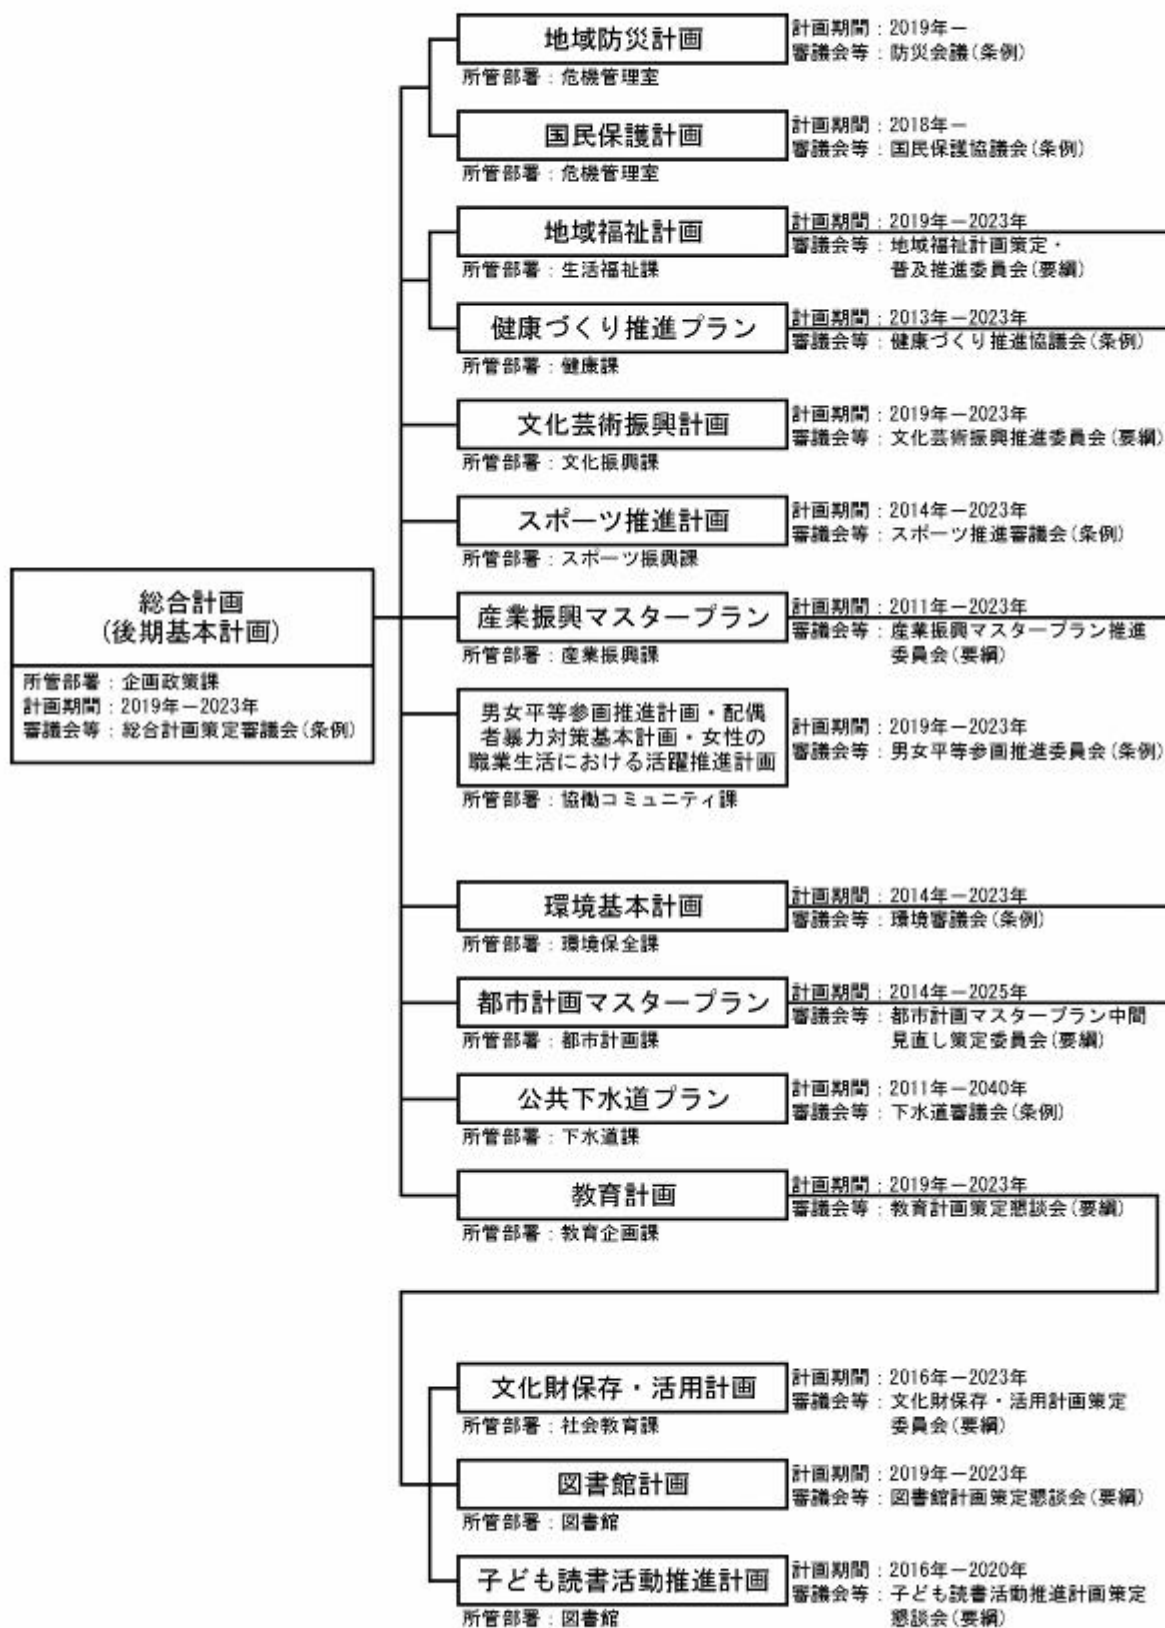 地域防災計画
計画期間：2019年－
審議会等：防災会議(条例)
所管部署：危機管理室
国民保護計画
計画期間：2018年－
審議会等：国民保護協議会(条例)
所管部署：危機管理室
地域福祉計画
計画期間：2019年－2023年
審議会等：地域福祉計画策定・
普及推進委員会(要綱)
所管部署：生活福祉課
健康づくり推進プラン
計画期間：2013年－2023年
審議会等：健康づくり推進協議会(条例)
所管部署：健康課
文化芸術振興計画
計画期間：2019年－2023年
審議会等：文化芸術振興推進委員会(要綱)
所管部署：文化振興課
スポーツ推進計画
計画期間：2014年－2023年
審議会等：スポーツ推進審議会(条例)
所管部署：スポーツ振興課
総合計画
(後期基本計画)
所管部署：企画政策課
計画期間：2019年－2023年
審議会等：総合計画策定審議会(条例)
産業振興マスタープラン
計画期間：2011年－2023年
審議会等：産業振興マスタープラン推進
委員会(要綱)
所管部署：産業振興課
男女平等参画推進計画・配偶
者暴力対策基本計画・女性の
職業生活における活躍推進計画
計画期間：2019年－2023年
審議会等：男女平等参画推進委員会(条例)
所管部署：協働コミュニティ課
環境基本計画
計画期間：2014年－2023年
審議会等：環境審議会(条例)
所管部署：環境保全課
都市計画マスタープラン
計画期間：2014年－2025年
審議会等：都市計画マスタープラン中間
見直し策定委員会(要綱)
所管部署：都市計画課
公共下水道プラン
計画期間：2011年－2040年
審議会等：下水道審議会(条例)
所管部署：下水道課
教育計画
計画期間：2019年－2023年
審議会等：教育計画策定懇談会(要綱)
所管部署：教育企画課
文化財保存・活用計画
計画期間：2016年－2023年
審議会等：文化財保存・活用計画策定
委員会(要綱)
所管部署：社会教育課
図書館計画
計画期間：2019年－2023年
審議会等：図書館計画策定懇談会(要綱)
所管部署：図書館
子ども読書活動推進計画
計画期間：2016年－2020年
審議会等：子ども読書活動推進計画策定
懇談会(要綱)
所管部署：図書館